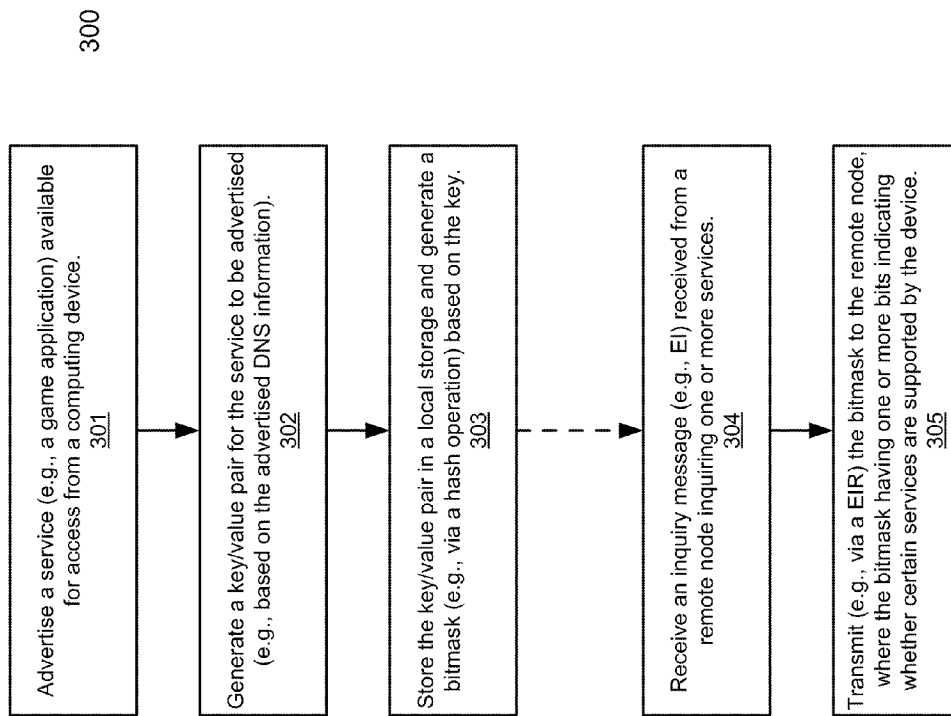 300
Advertise a service (e.g., a game application) available
for access from a computing device.
301
Generate a key/value pair for the service to be advertised
(e.g., based on the advertised DNS information).
302
Store the key/value pair in a local storage and generate a
bitmask (e.g., via a hash operation) based on the key.
303
Receive an inquiry message (e.g., EI) received from a
remote node inquiring one or more services.
304
Transmit (e.g., via a EIR) the bitmask to the remote node,
where the bitmask having one or more bits indicating
whether certain services are supported by the device.
305